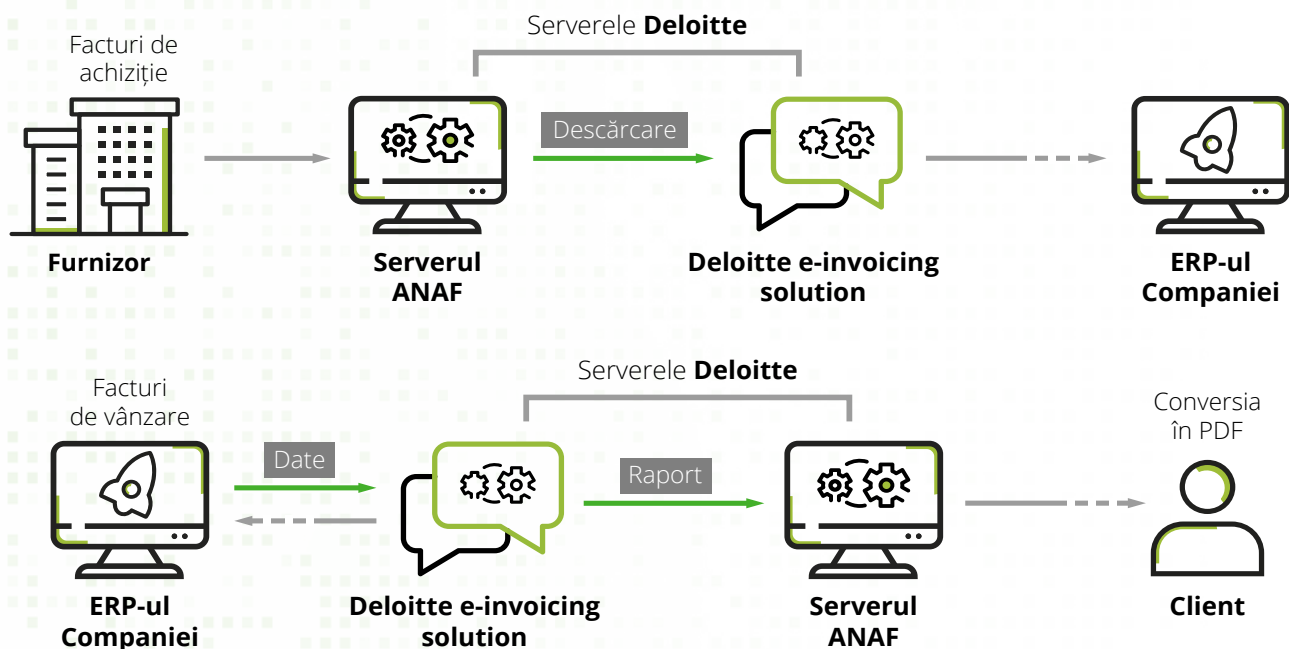 Serverele Deloitte
Facturi de
achiziție
Descărcare
Furnizor
Serverul
ANAF
Deloitte e-invoicing
solution
ERP-ul
Companiei
Serverele Deloitte
Facturi
de vânzare
Conversia
în PDF
Date
Raport
ERP-ul
Companiei
Deloitte e-invoicing
solution
Serverul
ANAF
Client